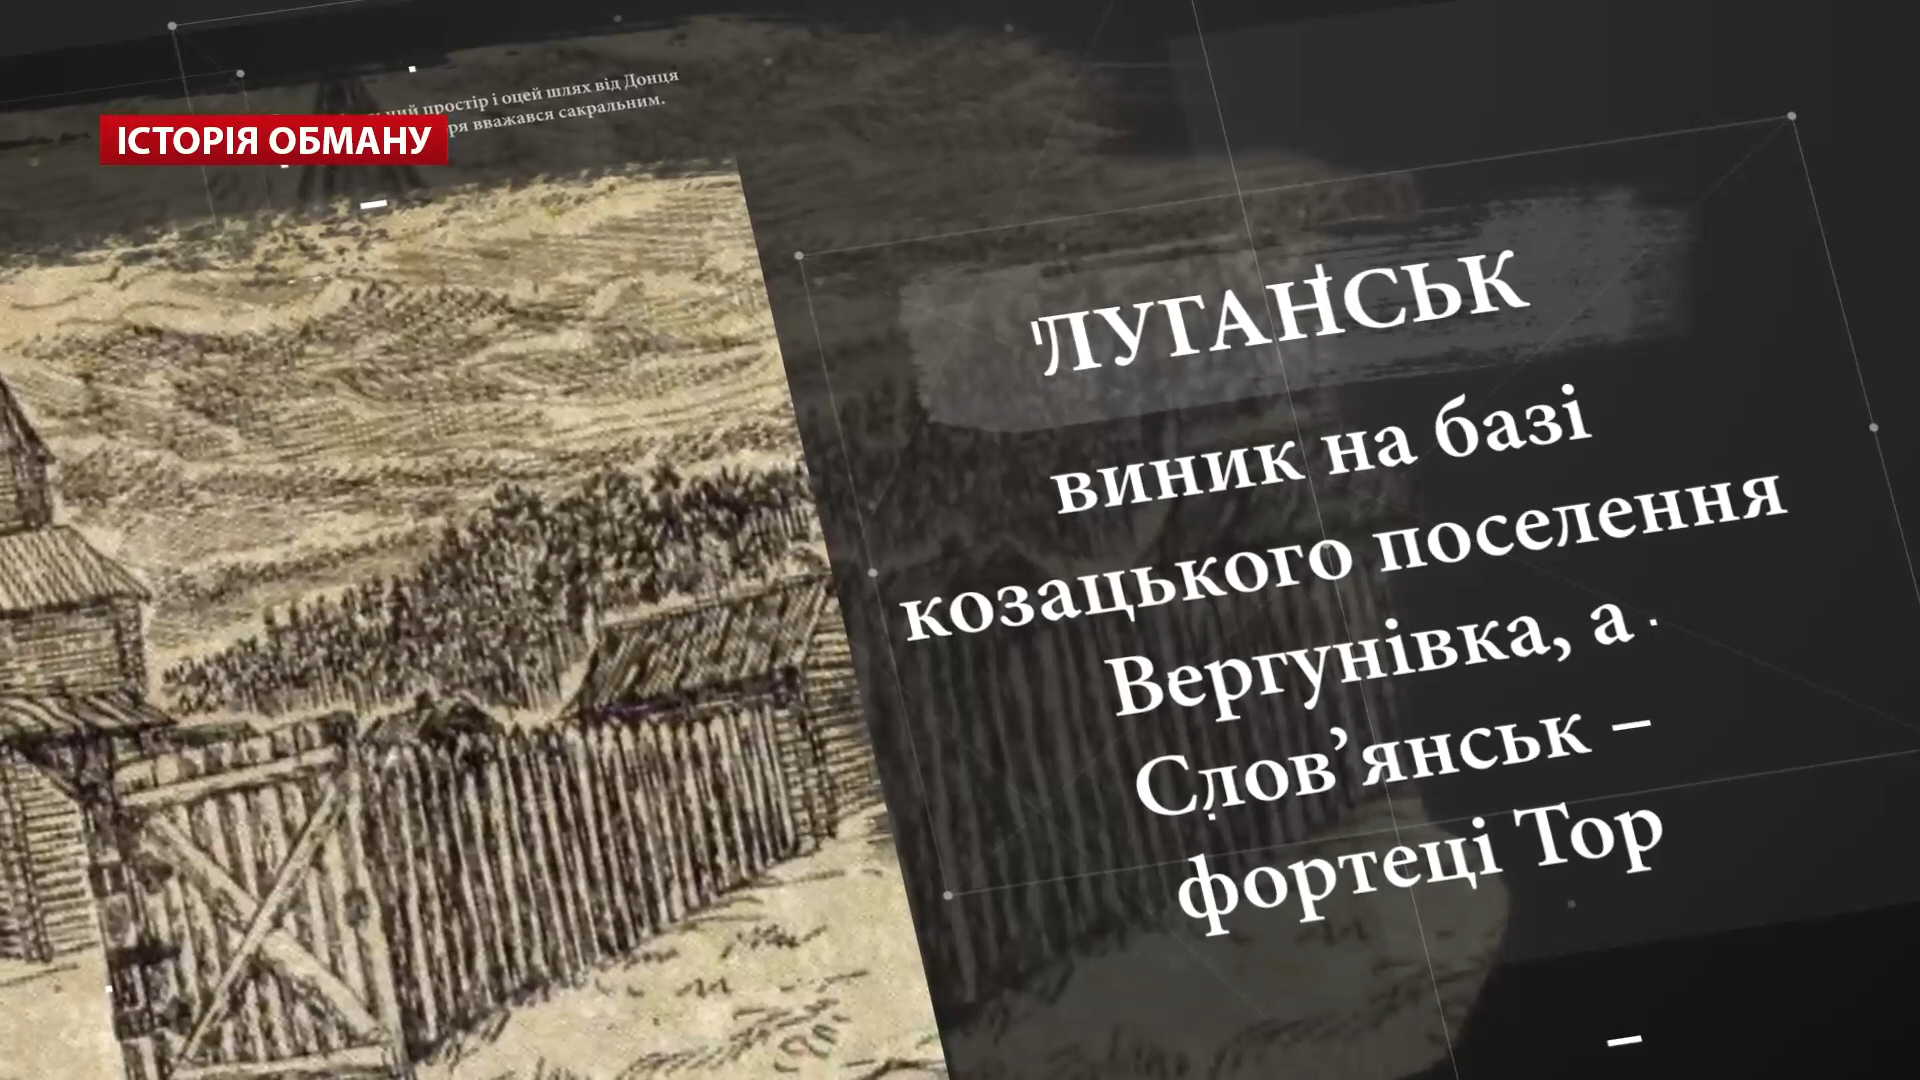 ний простір і оцей шлях від Донця
вважався сакральним.
ІСТОРІЯ ОБМАНУ
ЛУГАНСЬК
виник на базі
козацького поселення
Вергунівка, а
Слов’янськ –
фортеці Тор